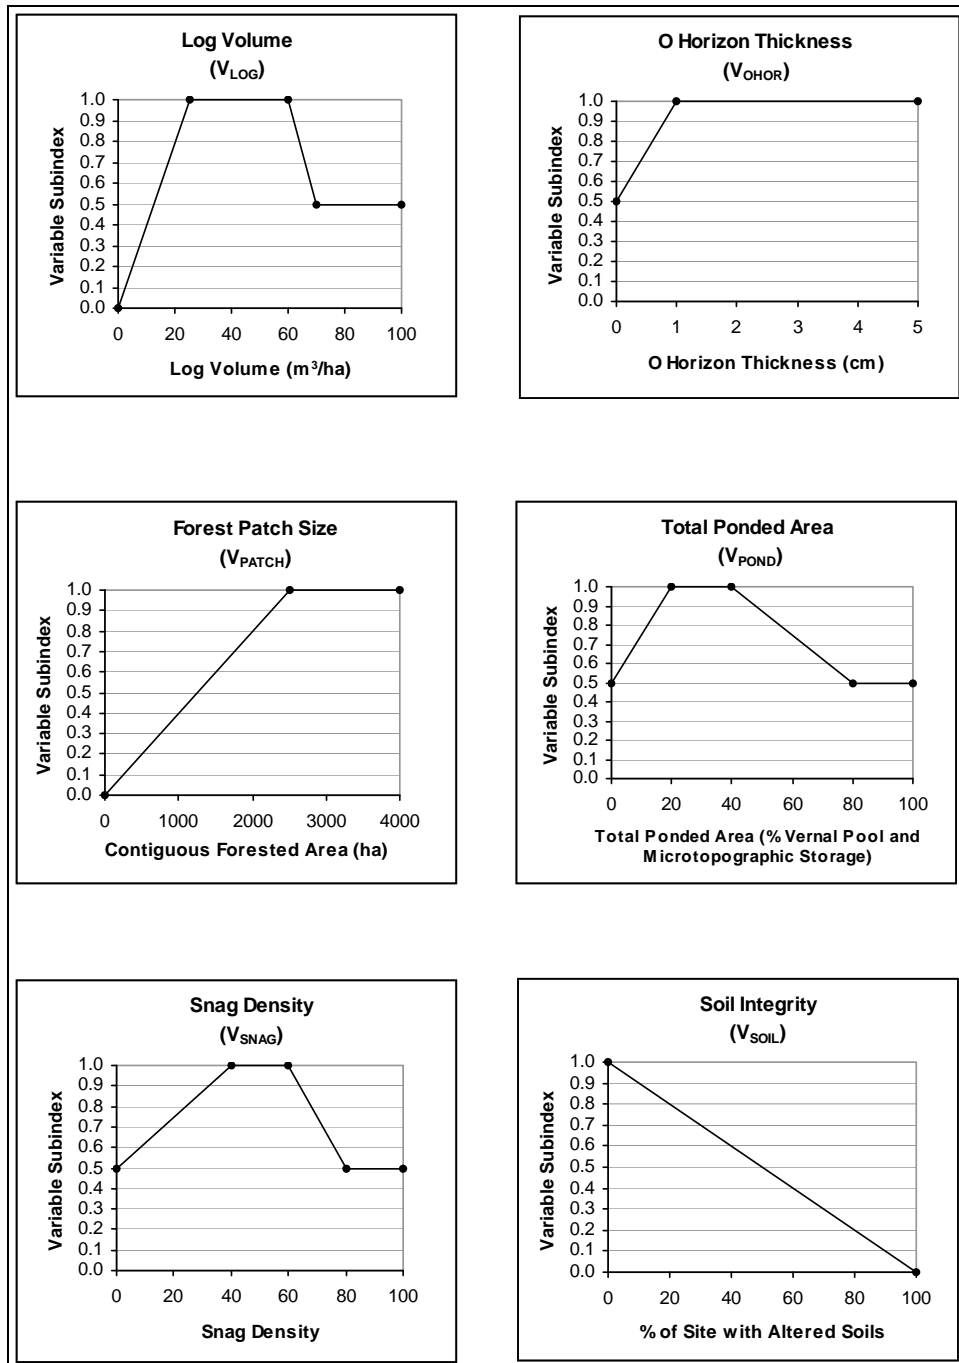 Log Volume
(V_LOG)
1.0
0.9
0.8
0.7
0.6
0.5
0.4
0.3
0.2
0.1
0.0
Variable Subindex
0 20 40 60 80 100
Log Volume (m³/ha)
O Horizon Thickness
(V_OHOR)
1.0
0.9
0.8
0.7
0.6
0.5
0.4
0.3
0.2
0.1
0.0
Variable Subindex
0 1 2 3 4 5
O Horizon Thickness (cm)
Forest Patch Size
(V_PATCH)
1.0
0.9
0.8
0.7
0.6
0.5
0.4
0.3
0.2
0.1
0.0
Variable Subindex
0 1000 2000 3000 4000
Contiguous Forested Area (ha)
Total Ponded Area
(V_POND)
1.0
0.9
0.8
0.7
0.6
0.5
0.4
0.3
0.2
0.1
0.0
Variable Subindex
0 20 40 60 80 100
Total Ponded Area (% Vernal Pool and
Microtopographic Storage)
Snag Density
(V_SNAG)
1.0
0.9
0.8
0.7
0.6
0.5
0.4
0.3
0.2
0.1
0.0
Variable Subindex
0 20 40 60 80 100
Snag Density
Soil Integrity
(V_SOIL)
1.0
0.9
0.8
0.7
0.6
0.5
0.4
0.3
0.2
0.1
0.0
Variable Subindex
0 20 40 60 80 100
% of Site with Altered Soils